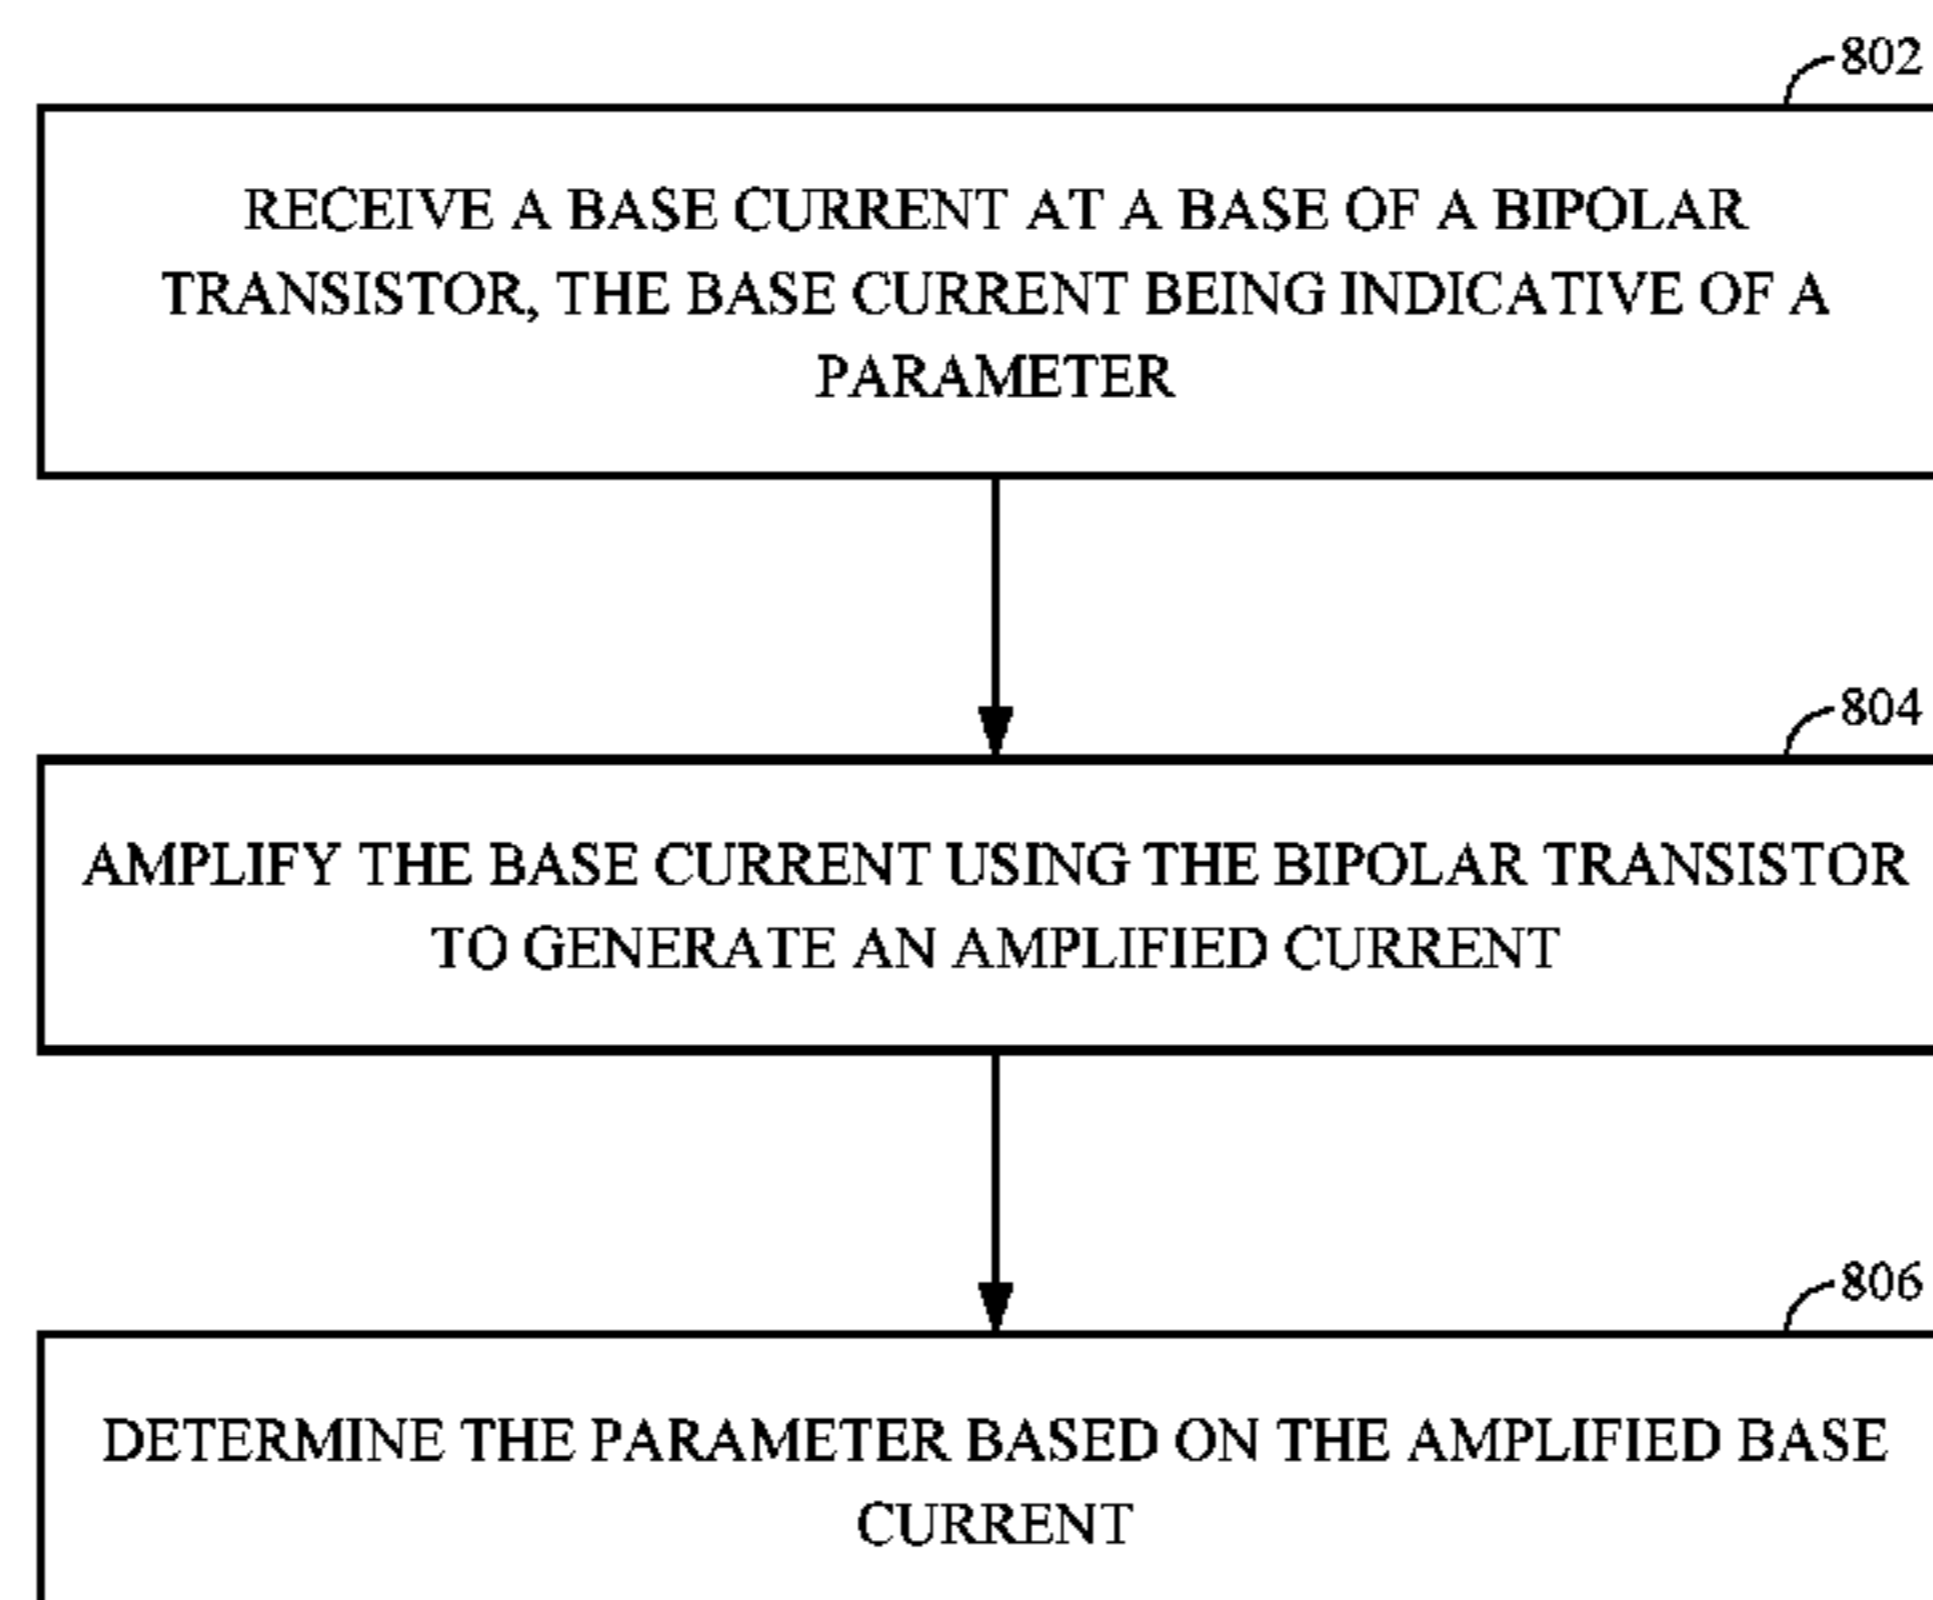 802
RECEIVE A BASE CURRENT AT A BASE OF A BIPOLAR
TRANSISTOR, THE BASE CURRENT BEING INDICATIVE OF A
PARAMETER
804
AMPLIFY THE BASE CURRENT USING THE BIPOLAR TRANSISTOR
TO GENERATE AN AMPLIFIED CURRENT
806
DETERMINE THE PARAMETER BASED ON THE AMPLIFIED BASE
CURRENT